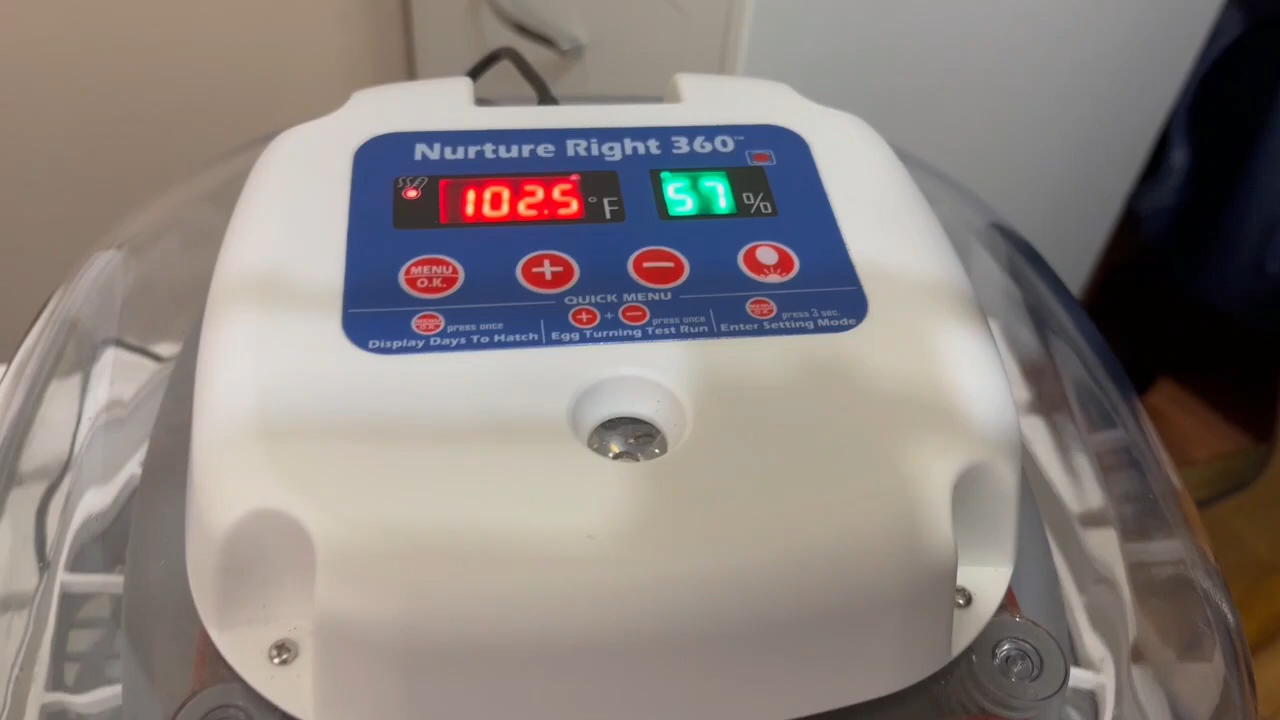 Nurture Right 360™
102.5 °F 57 %
MENU O.K. + −
QUICK MENU
MENU O.K. press once + + − press once MENU O.K. press 3 sec.
Display Days To Hatch Egg Turning Test Run Enter Setting Mode